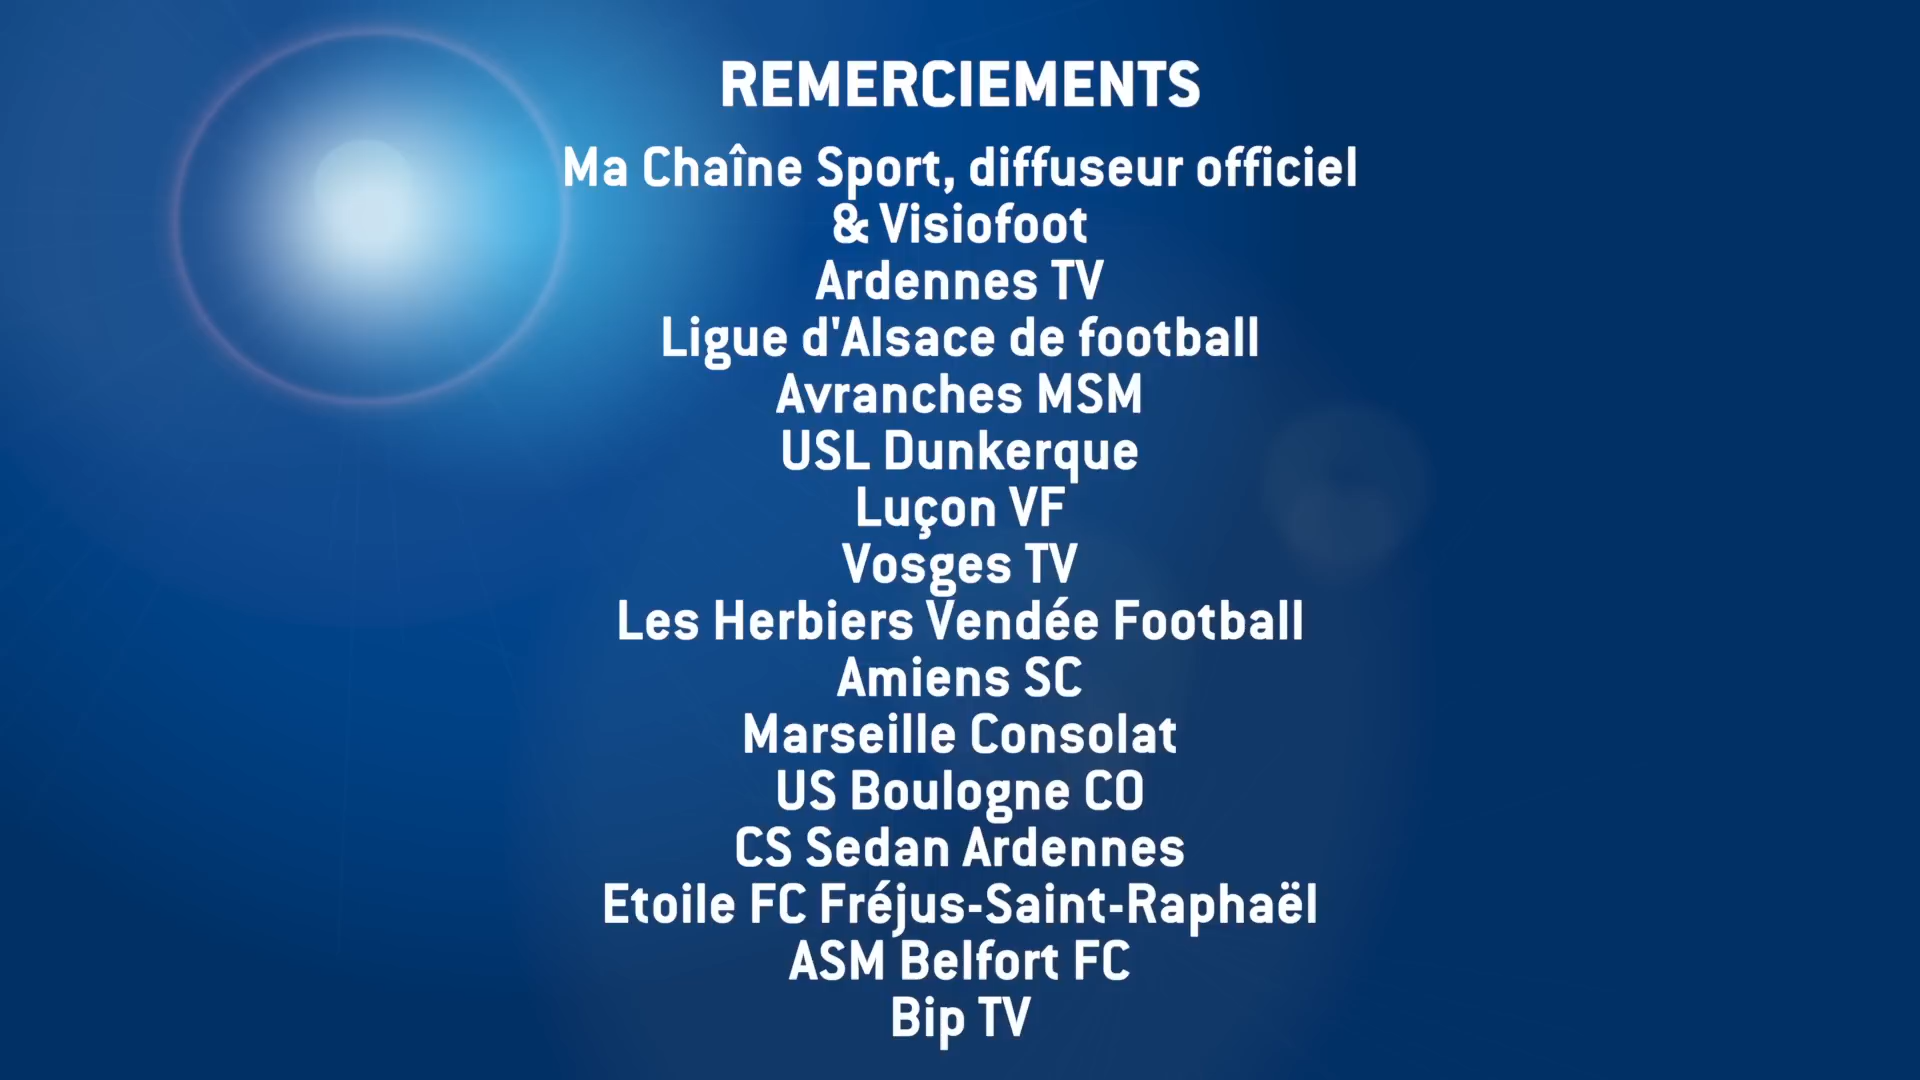 REMERCIEMENTS
Ma Chaîne Sport, diffuseur officiel
& Visiofoot
Ardennes TV
Ligue d'Alsace de football
Avranches MSM
USL Dunkerque
Luçon VF
Vosges TV
Les Herbiers Vendée Football
Amiens SC
Marseille Consolat
US Boulogne CO
CS Sedan Ardennes
Etoile FC Fréjus-Saint-Raphaël
ASM Belfort FC
Bip TV